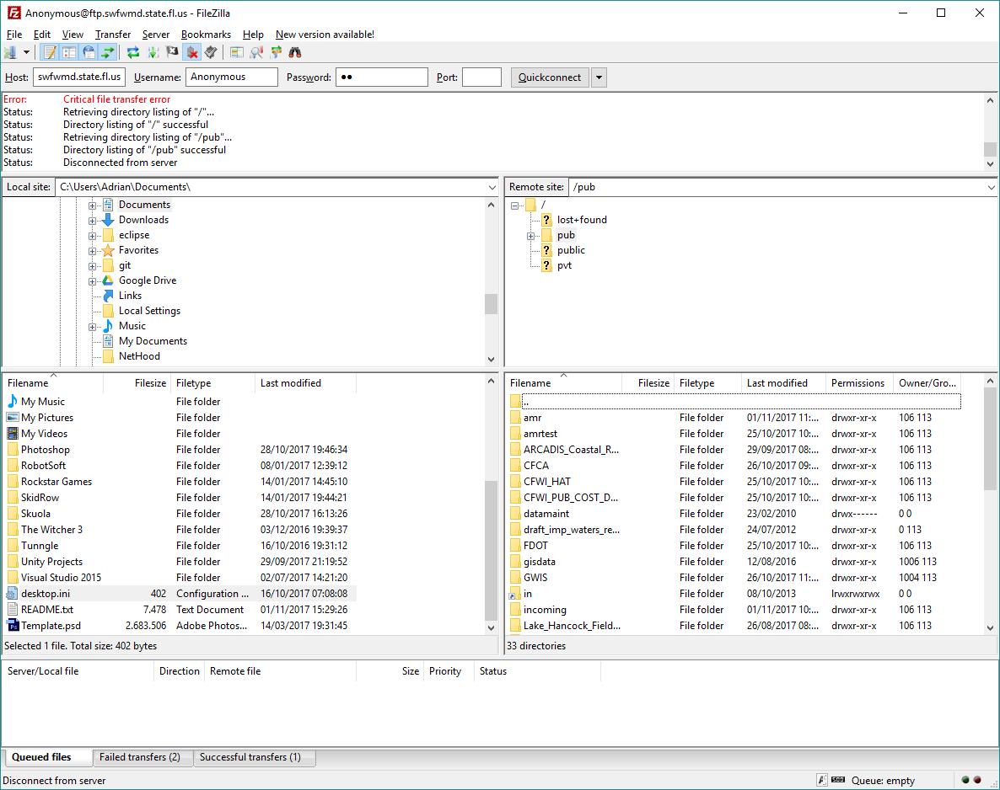 Anonymous@ftp.swfwmd.state.fl.us - FileZilla
File Edit View Transfer Server Bookmarks Help New version available!
Host: swfwmd.state.fl.us Username: Anonymous Password: ●● Port: Quickconnect
Error: Critical file transfer error
Status: Retrieving directory listing of "/"...
Status: Directory listing of "/" successful
Status: Retrieving directory listing of "/pub"...
Status: Directory listing of "/pub" successful
Status: Disconnected from server
Local site: C:\Users\Adrian\Documents\
Documents
Downloads
eclipse
Favorites
git
Google Drive
Links
Local Settings
Music
My Documents
NetHood
Remote site: /pub
/
lost+found
pub
public
pvt
Filename Filesize Filetype Last modified
My Music File folder
My Pictures File folder
My Videos File folder
Photoshop File folder 28/10/2017 19:46:34
RobotSoft File folder 08/01/2017 12:39:12
Rockstar Games File folder 14/01/2017 14:45:10
SkidRow File folder 14/01/2017 19:44:21
Skuola File folder 28/10/2017 16:13:26
The Witcher 3 File folder 03/12/2016 19:39:37
Tunngle File folder 16/10/2016 19:31:12
Unity Projects File folder 29/09/2017 21:19:52
Visual Studio 2015 File folder 02/07/2017 14:21:20
desktop.ini 402 Configuration ... 16/10/2017 07:08:08
README.txt 7.478 Text Document 01/11/2017 15:29:26
Template.psd 2.683.506 Adobe Photos... 14/03/2017 19:31:45
Selected 1 file. Total size: 402 bytes
Filename Filesize Filetype Last modified Permissions Owner/Gro...
..
amr File folder 01/11/2017 11:... drwxr-xr-x 106 113
amrtest File folder 25/10/2017 10:... drwxr-xr-x 106 113
ARCADIS_Coastal_R... File folder 29/09/2017 08:... drwxr-xr-x 106 113
CFCA File folder 26/10/2017 09:... drwxr-xr-x 106 113
CFWI_HAT File folder 25/10/2017 10:... drwxr-xr-x 106 113
CFWI_PUB_COST_D... File folder 25/10/2017 10:... drwxr-xr-x 106 113
datamaint File folder 23/02/2010 drwx------ 0 0
draft_imp_waters_re... File folder 24/07/2012 drwxr-xr-x 0 113
FDOT File folder 25/10/2017 10:... drwxr-xr-x 106 113
gisdata File folder 12/08/2016 drwxr-xr-x 1006 113
GWIS File folder 26/10/2017 11:... drwxr-xr-x 1004 113
in File folder 08/10/2013 lrwxrwxrwx 0 0
incoming File folder 01/11/2017 10:... drwxr-xr-x 106 113
Lake_Hancock_Field... File folder 26/08/2017 08:... drwxr-xr-x 106 113
33 directories
Server/Local file Direction Remote file Size Priority Status
Queued files Failed transfers (2) Successful transfers (1)
Disconnect from server Queue: empty